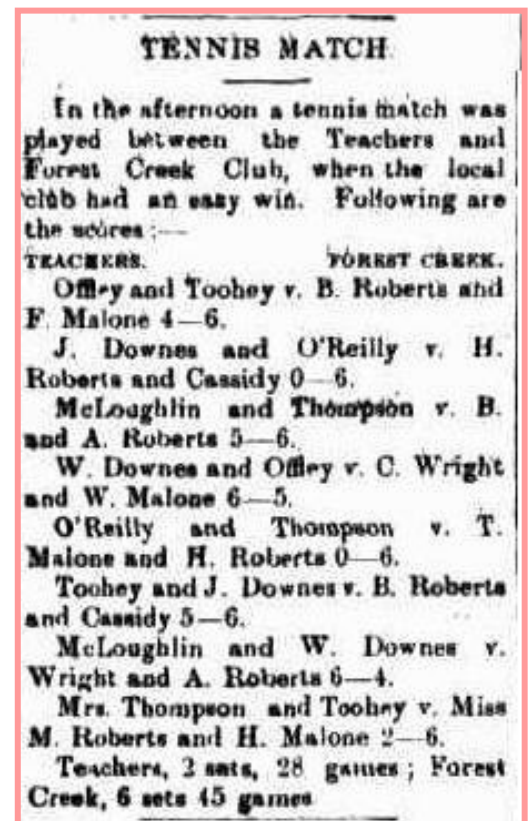 TENNIS MATCH
In the afternoon a tennis match was
played between the Teachers and
Forest Creek Club, when the local
club had an easy win. Following are
the scores :—
TEACHERS. FOREST CREEK.
Offley and Toohey v. B. Roberts and
F. Malone 4—6.
J. Downes and O'Reilly v. H.
Roberts and Cassidy 0—6.
McLoughlin and Thompson v. B.
and A. Roberts 5—6.
W. Downes and Offley v. C. Wright
and W. Malone 6—5.
O'Reilly and Thompson v. T.
Malone and H. Roberts 0—6.
Toohey and J. Downes v. B. Roberts
and Cassidy 5—6.
McLoughlin and W. Downes v.
Wright and A. Roberts 6—4.
Mrs. Thompson and Toohey v. Miss
M. Roberts and H. Malone 2—6.
Teachers, 2 sets, 28 games ; Forest
Creek, 6 sets 45 games